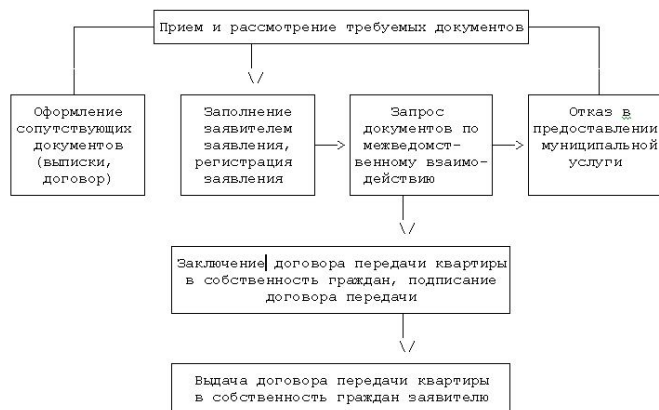 Прием и рассмотрение требуемых документов
Оформление
сопутствующих
документов
(выписки,
договор)
Заполнение
заявителем
заявления,
регистрация
заявления
Запрос
документов по
межведомст-
венному взаимо-
действию
Отказ в
предоставлении
муниципальной
услуги
Заключение договора передачи квартиры
в собственность граждан, подписание
договора передачи
Выдача договора передачи квартиры
в собственность граждан заявителю